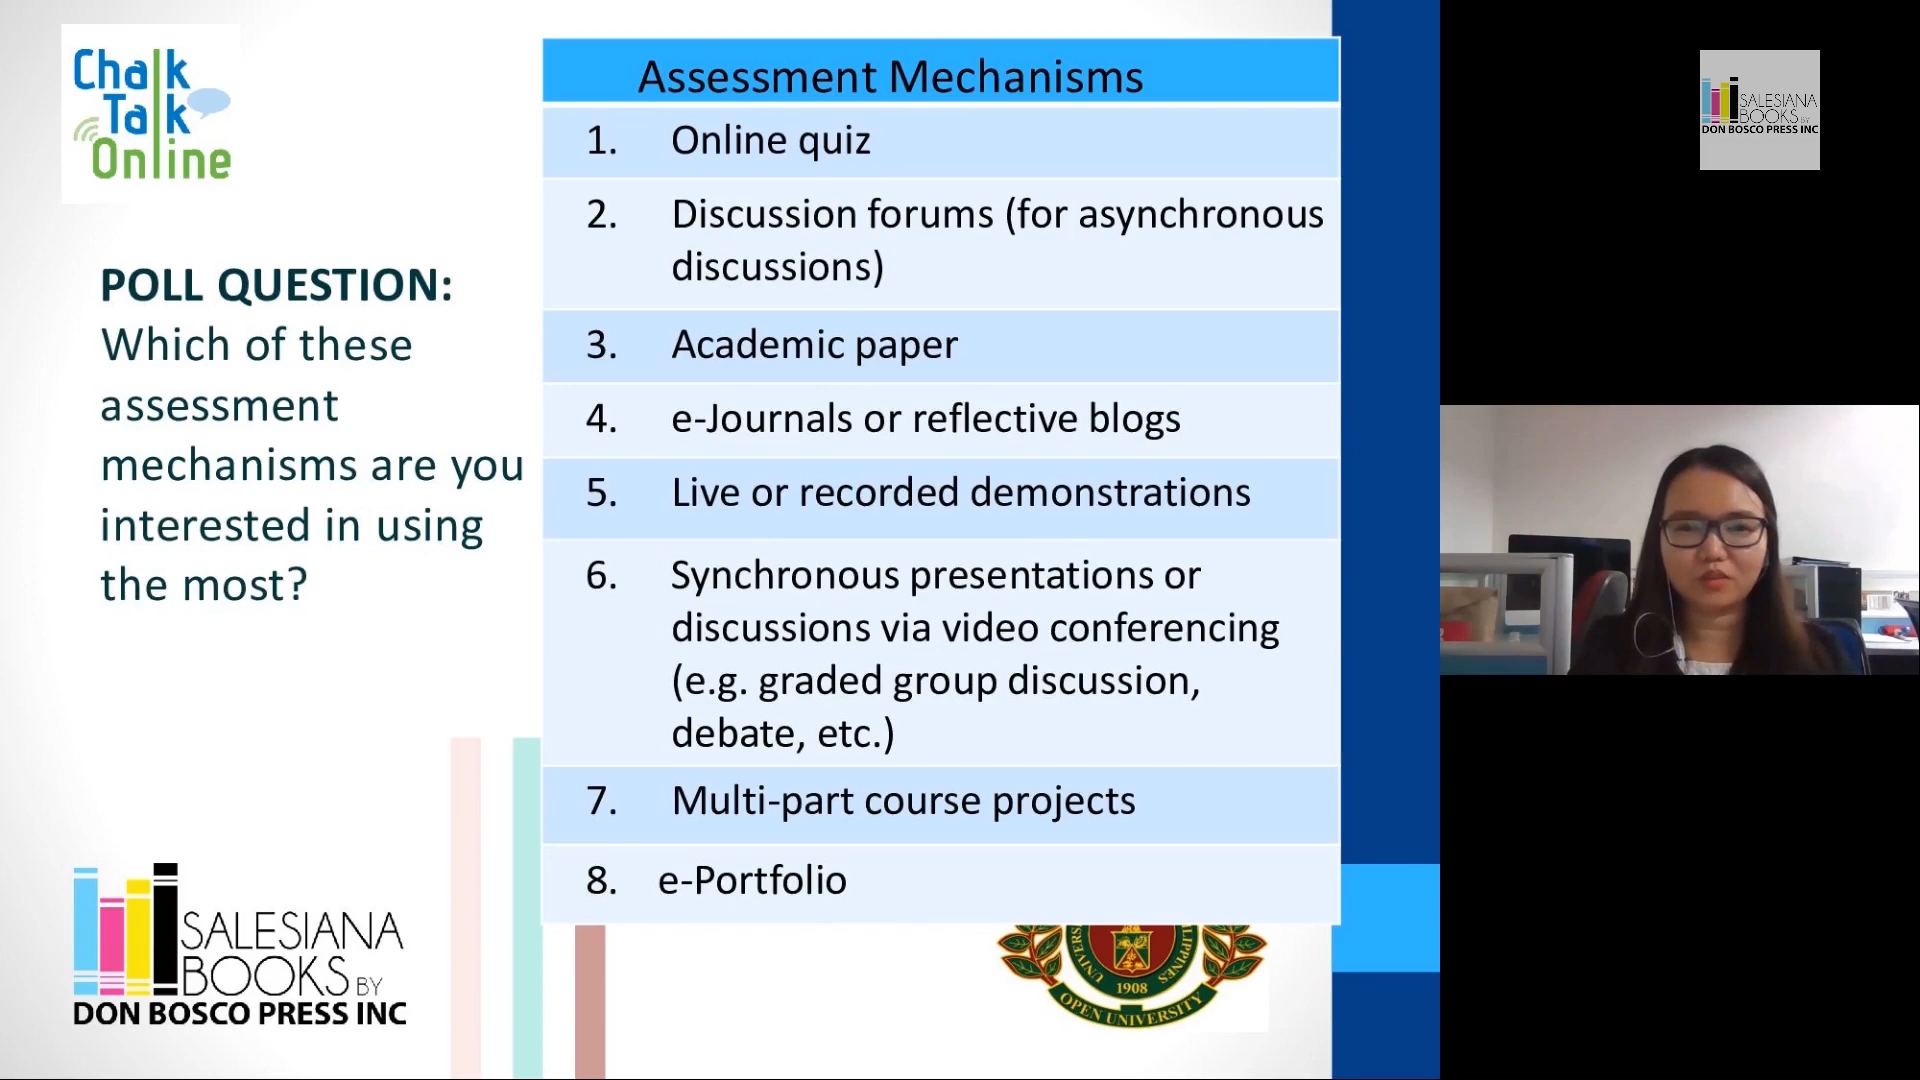 Chalk
Talk
Online
POLL QUESTION:
Which of these
assessment
mechanisms are you
interested in using
the most?
Assessment Mechanisms
1. Online quiz
2. Discussion forums (for asynchronous
discussions)
3. Academic paper
4. e-Journals or reflective blogs
5. Live or recorded demonstrations
6. Synchronous presentations or
discussions via video conferencing
(e.g. graded group discussion,
debate, etc.)
7. Multi-part course projects
8. e-Portfolio
SALESIANA
BOOKS BY
DON BOSCO PRESS INC
1908
OPEN UNIVERSITY
SALESIANA
BOOKS BY
DON BOSCO PRESS INC